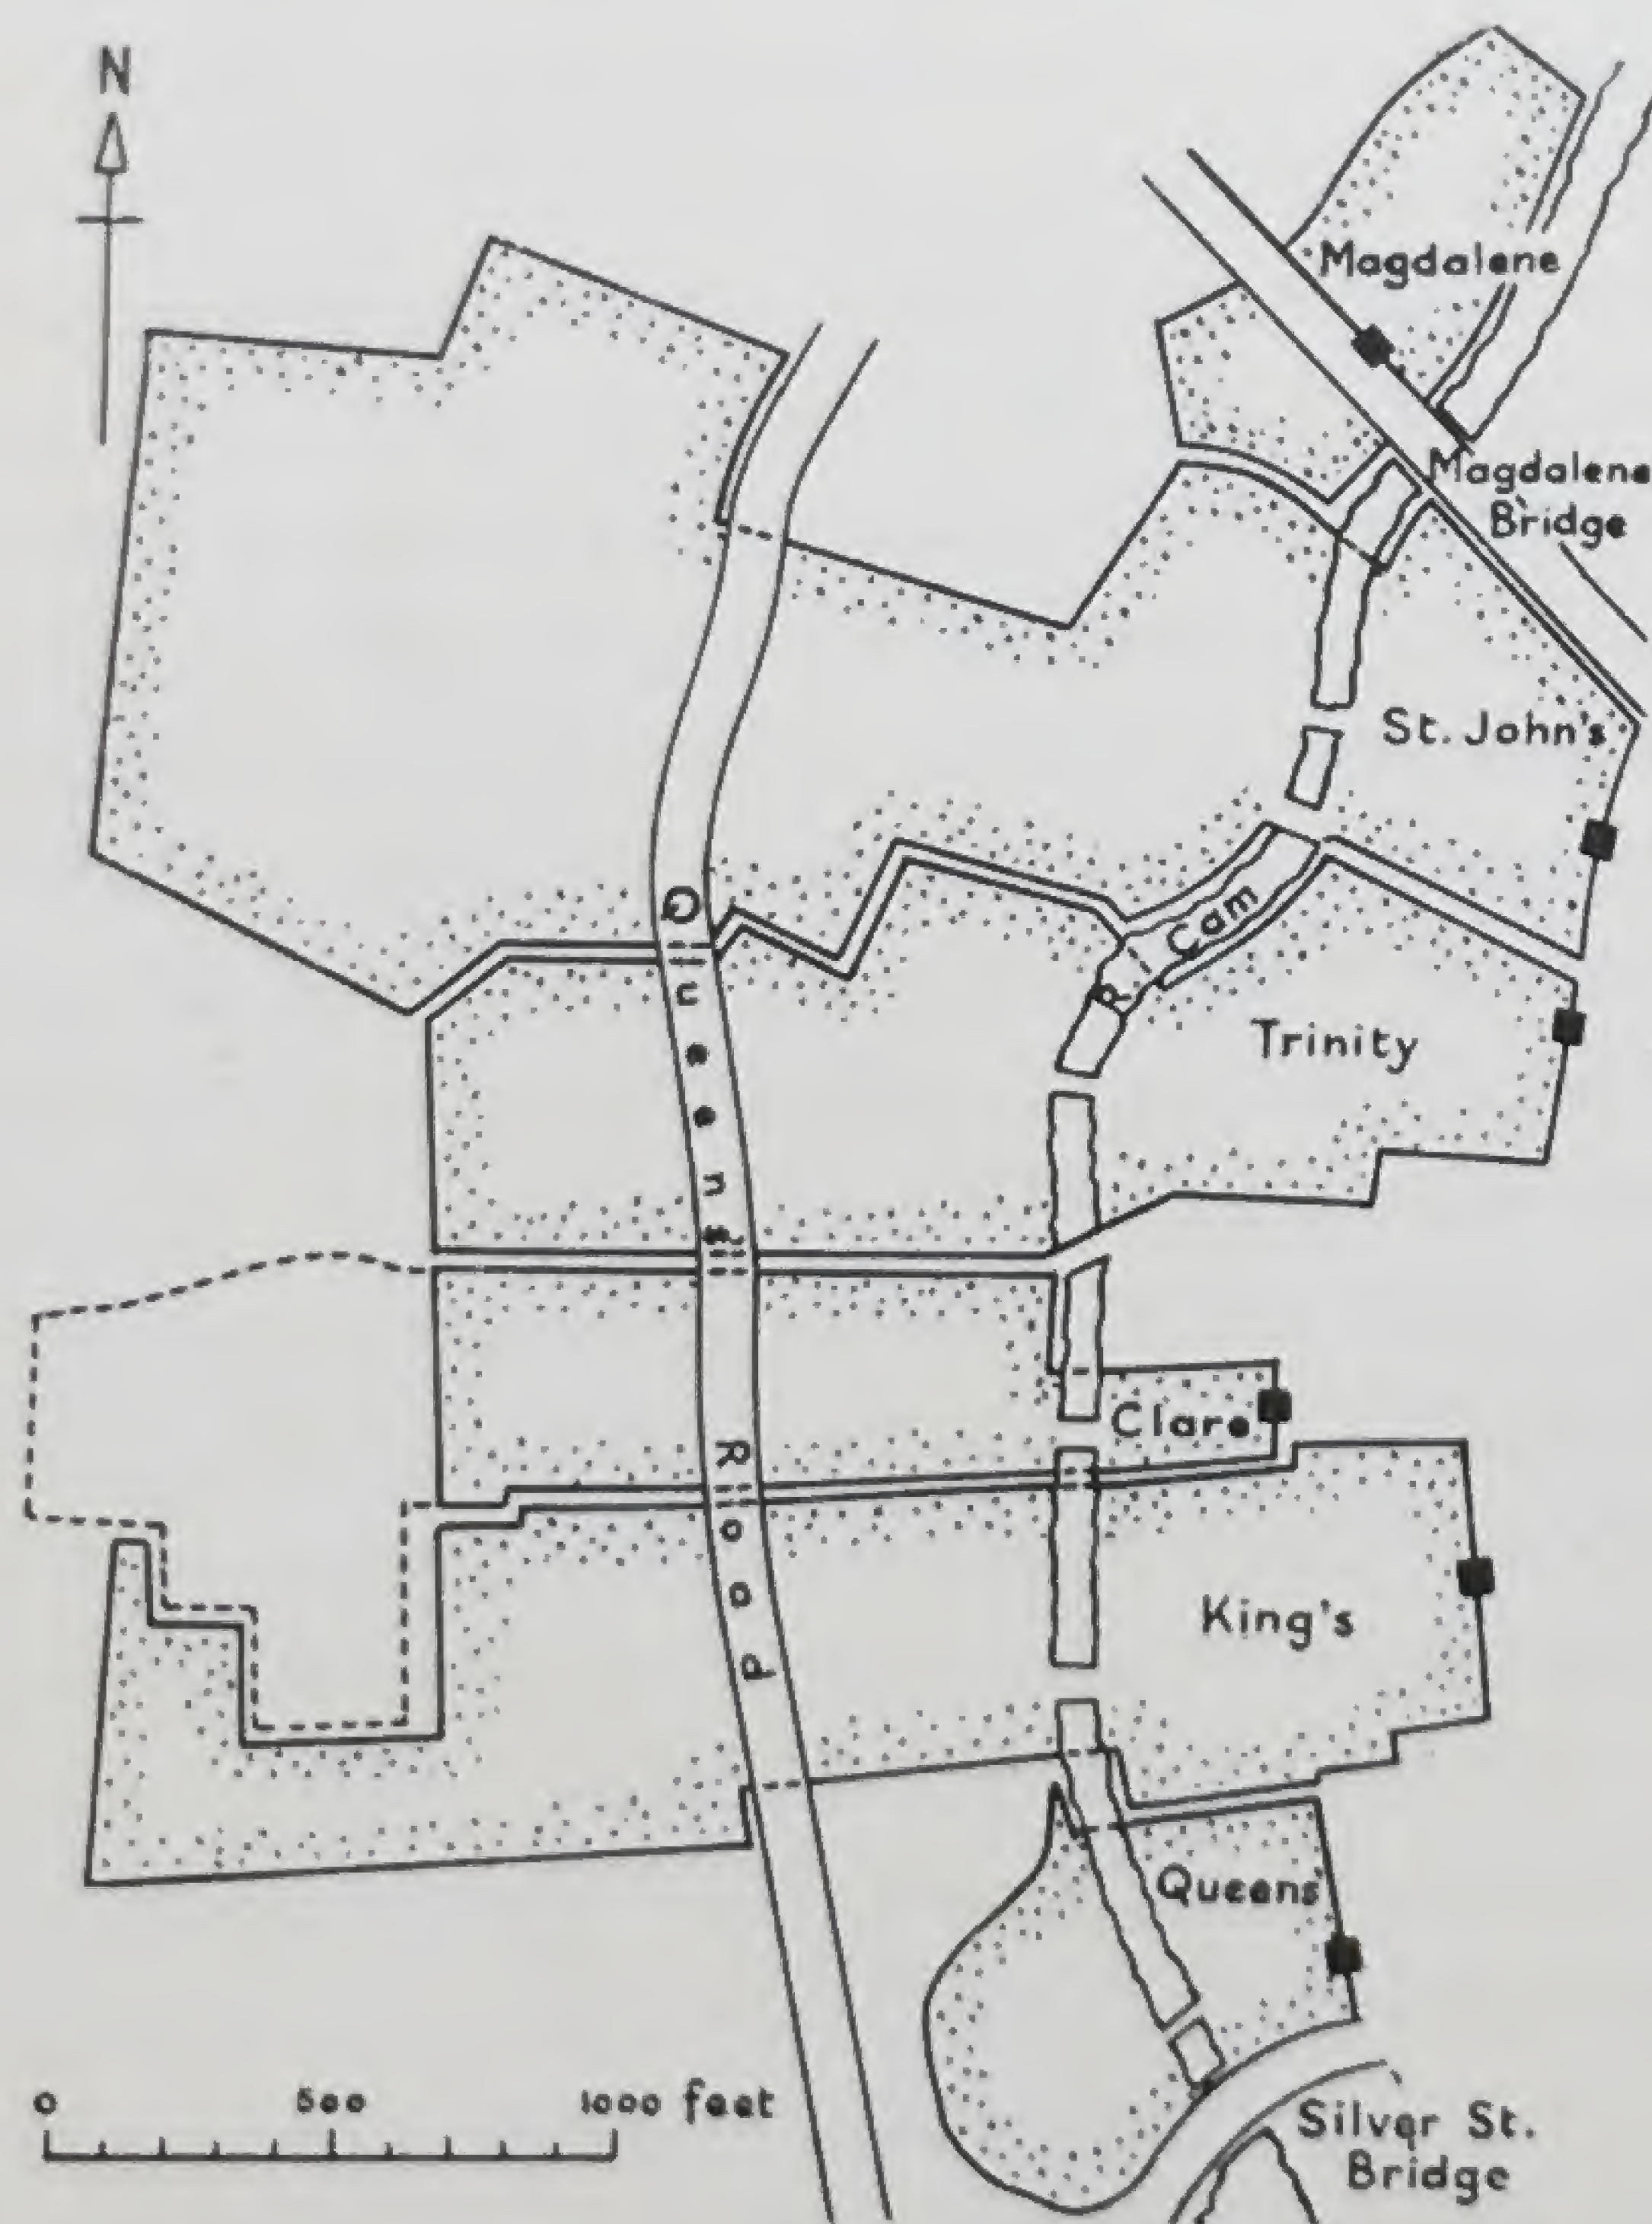 N
Magdalene
Magdalene
Bridge
St. John's
R. Cam
Trinity
Queens' Road
Clare
King's
Queens'
0 500 1000 feet
Silver St.
Bridge